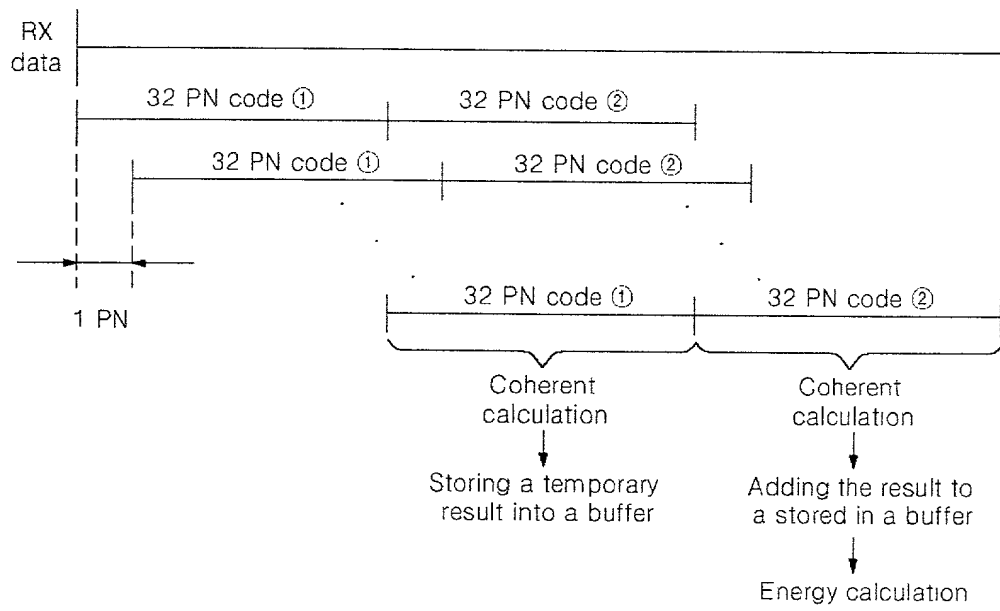 RX
data
32 PN code ①
32 PN code ②
32 PN code ①
32 PN code ②
1 PN
32 PN code ①
32 PN code ②
Coherent
calculation
Coherent
calculation
Storing a temporary
result into a buffer
Adding the result to
a stored in a buffer
Energy calculation